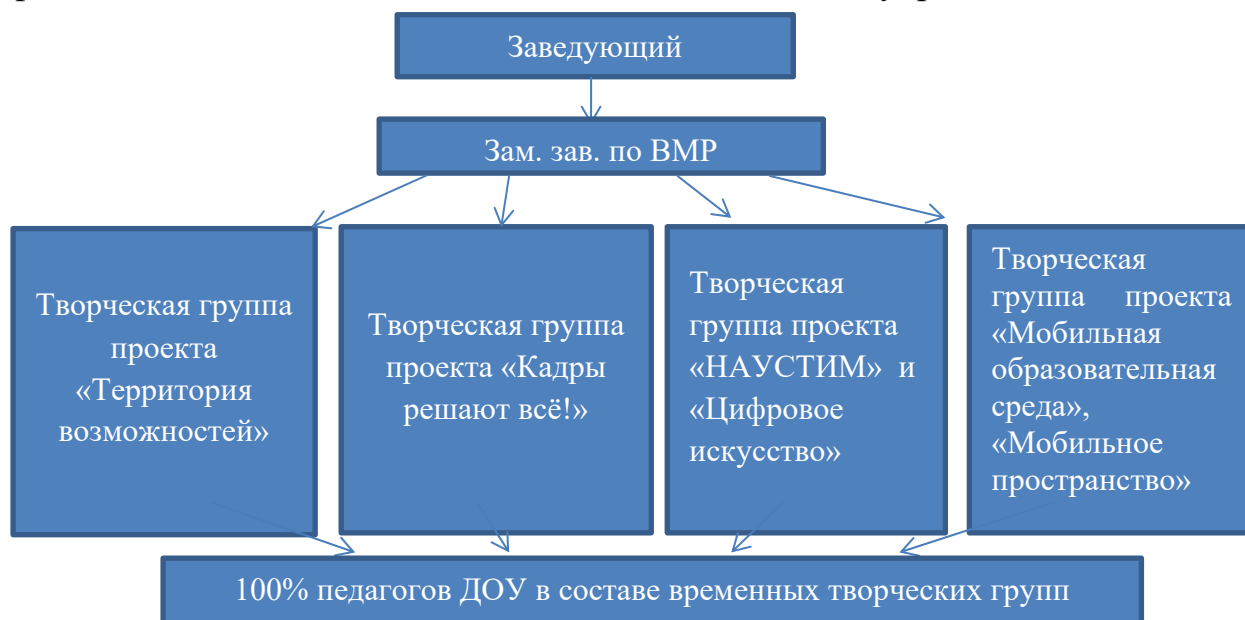 Заведующий
Зам. зав. по ВМР
Творческая группа
проекта
«Территория
возможностей»
Творческая группа
проекта «Кадры
решают всё!»
Творческая
группа проекта
«НАУСТИМ» и
«Цифровое
искусство»
Творческая
группа проекта
«Мобильная
образовательная
среда»,
«Мобильное
пространство»
100% педагогов ДОУ в составе временных творческих групп